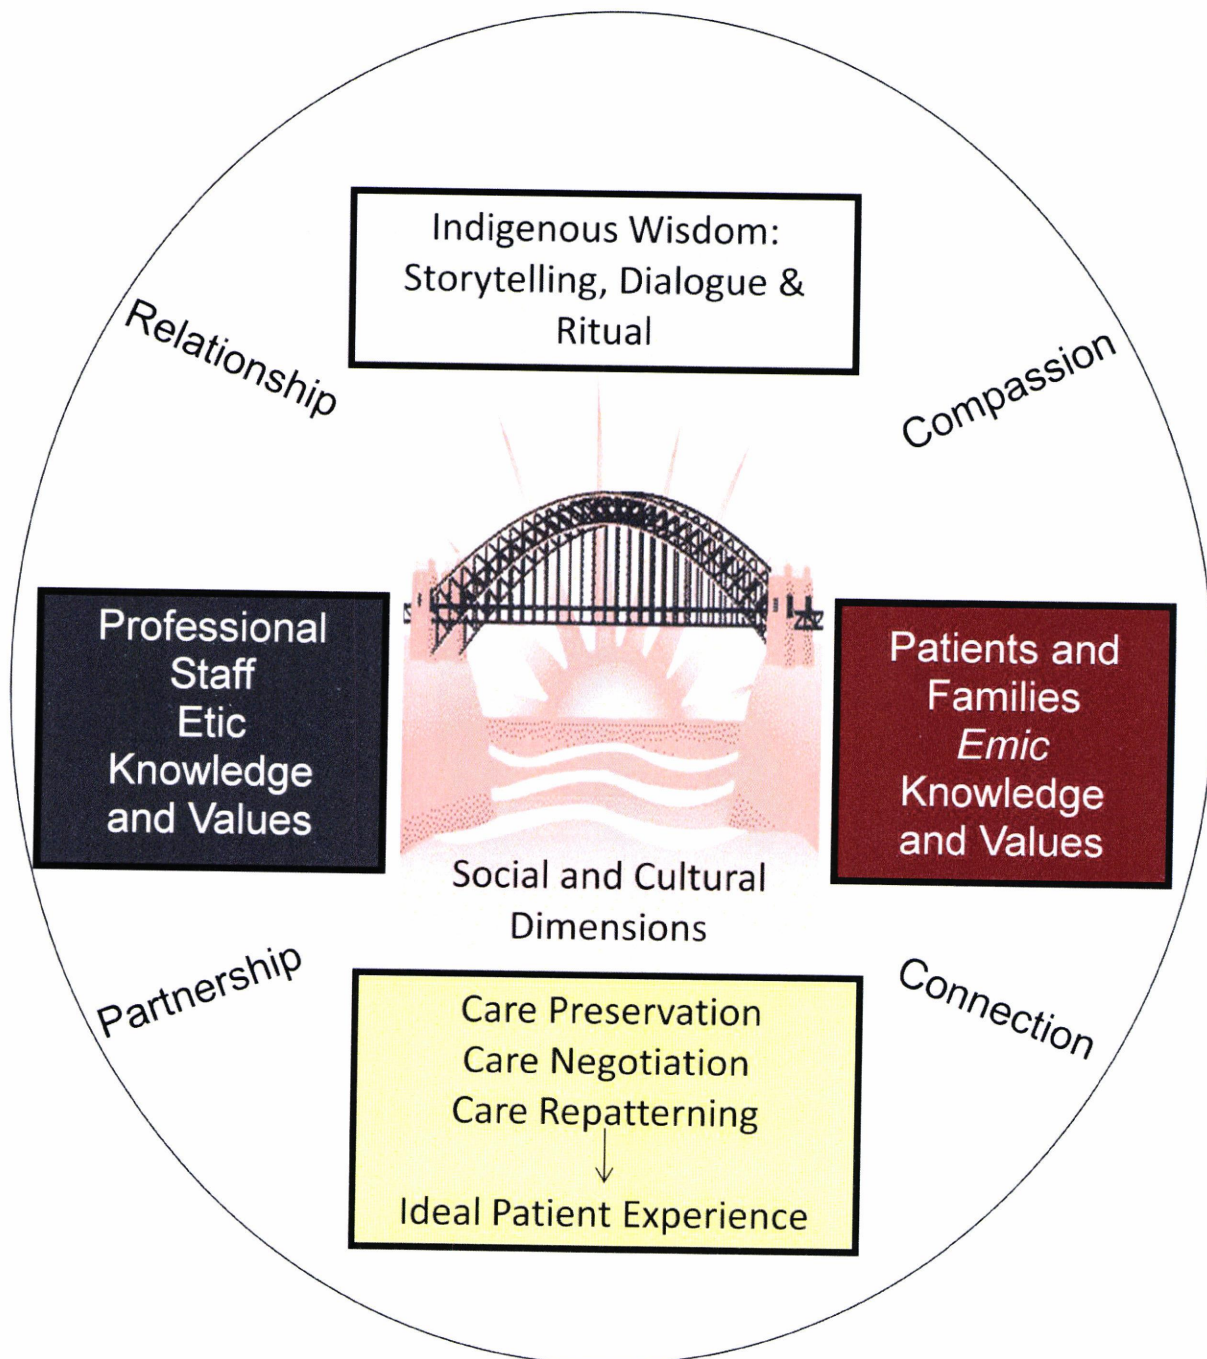 Indigenous Wisdom:
Storytelling, Dialogue &
Ritual
Relationship
Compassion
Professional
Staff
Etic
Knowledge
and Values
Patients and
Families
Emic
Knowledge
and Values
Social and Cultural
Dimensions
Partnership
Connection
Care Preservation
Care Negotiation
Care Repatterning
Ideal Patient Experience